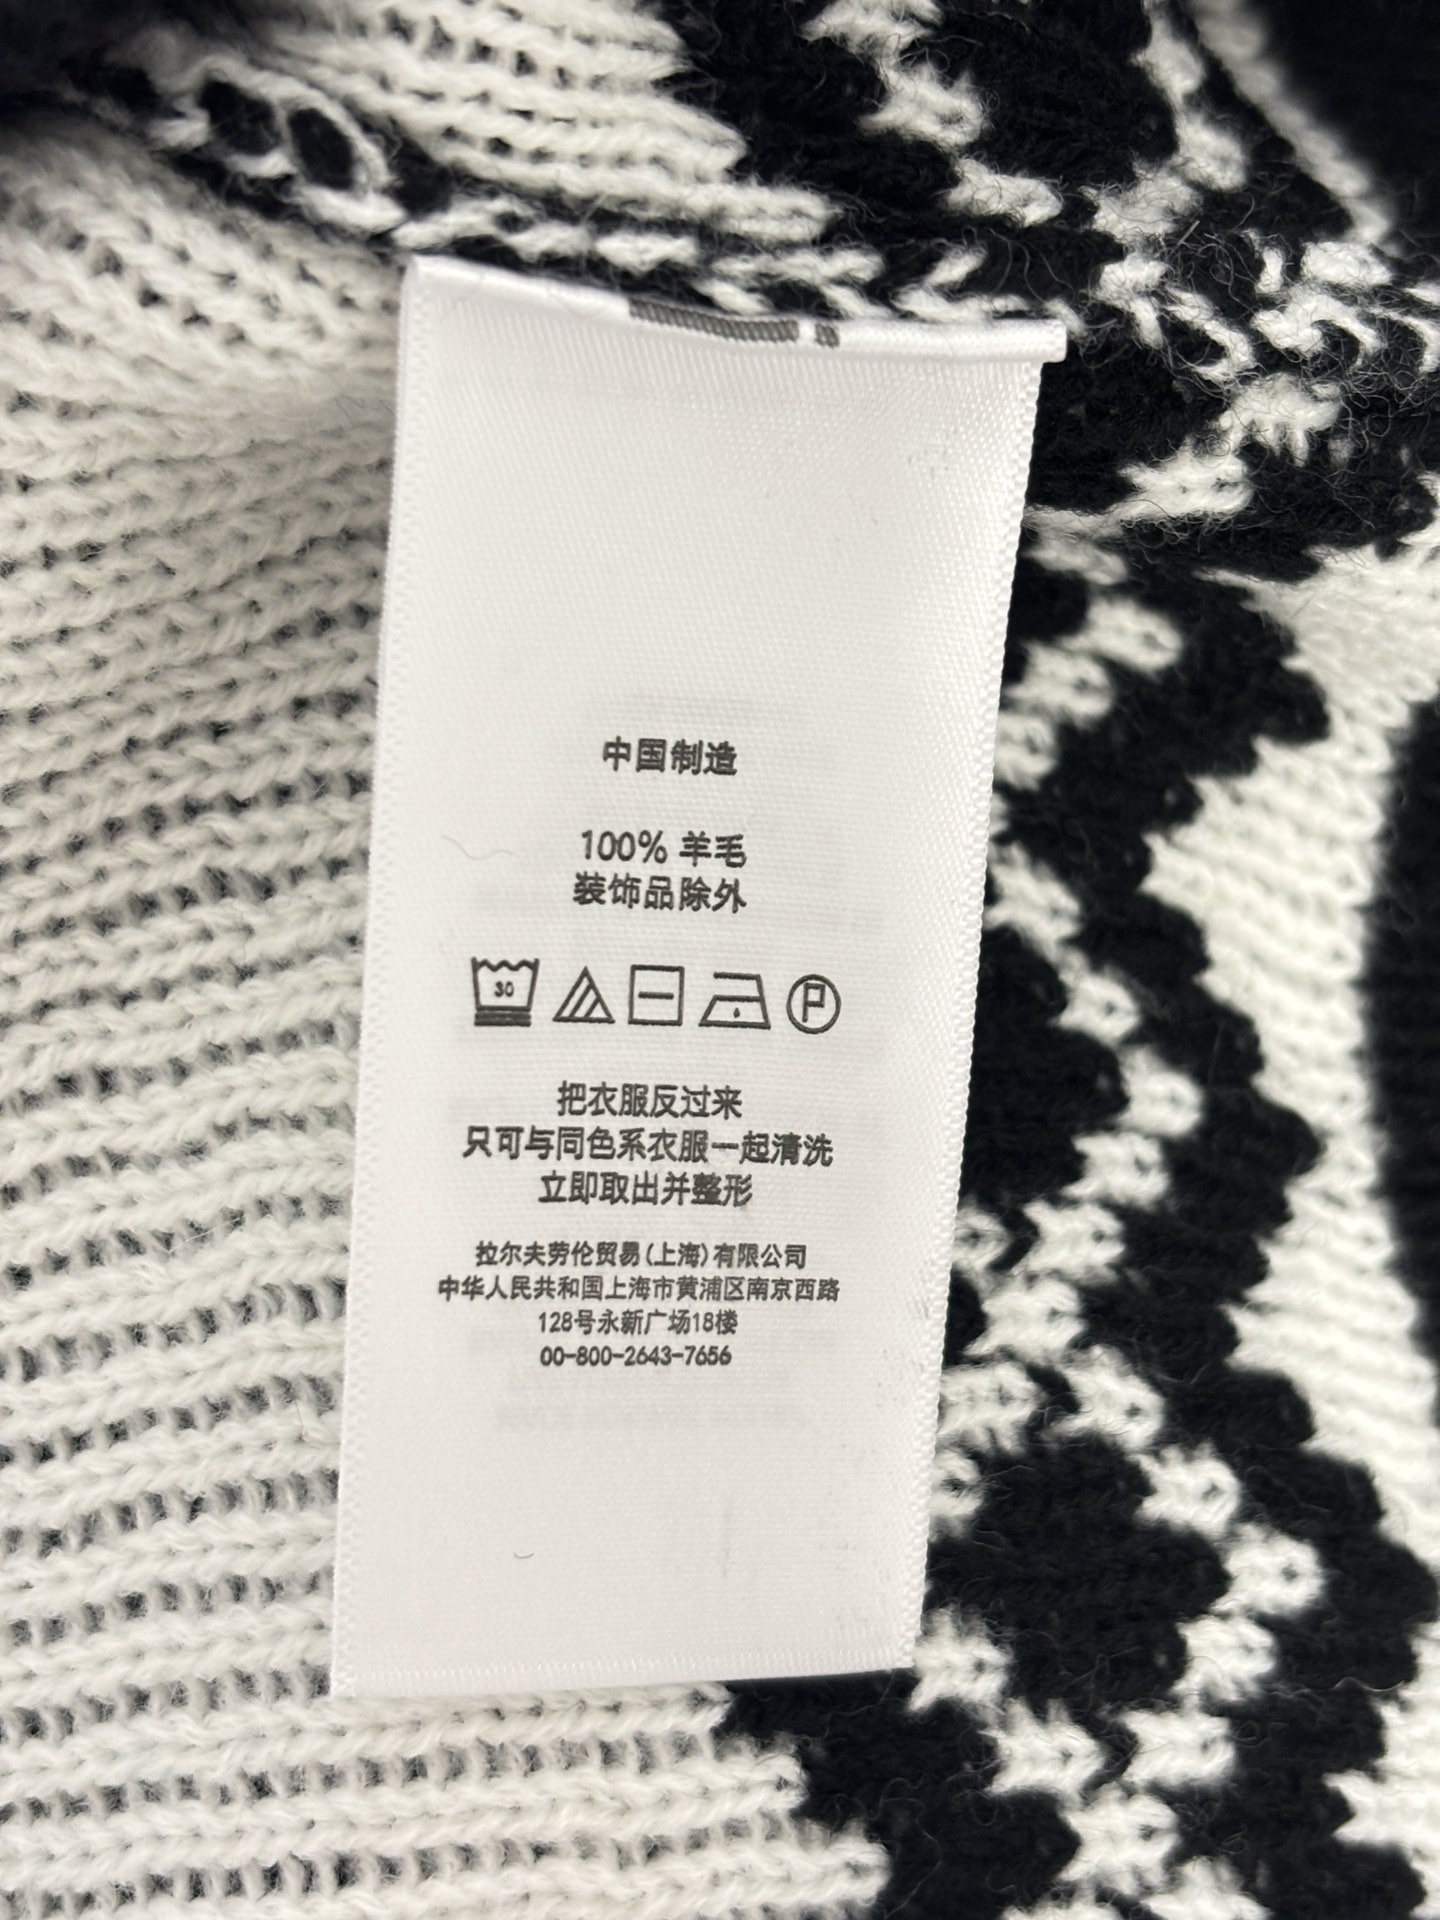 中国制造
100% 羊毛
装饰品除外
30
P
把衣服反过来
只可与同色系衣服一起清洗
立即取出并整形
拉尔夫劳伦贸易(上海)有限公司
中华人民共和国上海市黄浦区南京西路
128号永新广场18楼
00-800-2643-7656